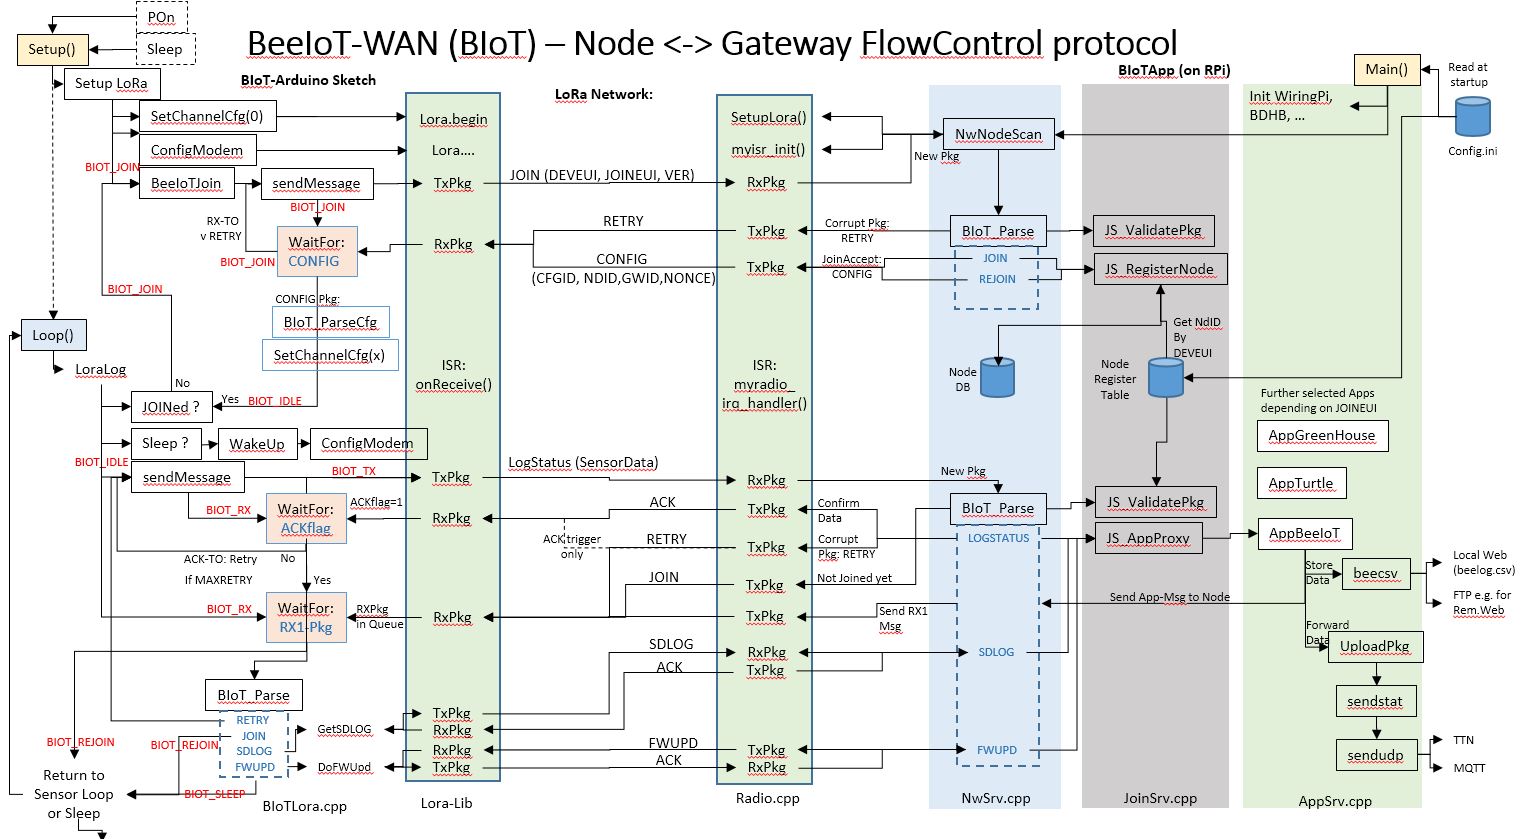 BeeIoT-WAN (BIoT) – Node <-> Gateway FlowControl protocol
POn
Setup()
Sleep
Setup LoRa
BIoT-Arduino Sketch
LoRa Network:
BIoTApp (on RPi)
Main()
Read at
startup
Config.ini
Init WiringPi,
BDHB, ...
SetChannelCfg(0)
Lora.begin
SetupLora()
NwNodeScan
ConfigModem
Lora....
myisr_init()
New Pkg
BIOT_JOIN
BeeIoTJoin
sendMessage
TxPkg
JOIN (DEVEUI, JOINEUI, VER)
RxPkg
BIOT_JOIN
RX-TO
v RETRY
WaitFor:
CONFIG
BIOT_JOIN
RxPkg
RETRY
TxPkg
Corrupt Pkg:
RETRY
BIoT_Parse
JS_ValidatePkg
CONFIG
(CFGID, NDID,GWID,NONCE)
TxPkg
JoinAccept:
CONFIG
JOIN
REJOIN
JS_RegisterNode
BIOT_JOIN
CONFIG Pkg:
BIoT_ParseCfg
SetChannelCfg(x)
Loop()
LoraLog
ISR:
onReceive()
ISR:
myradio_
irq_handler()
Node
DB
Get NdID
By
DEVEUI
Node
Register
Table
No
JOINed ?
Yes
BIOT_IDLE
Further selected Apps
depending on JOINEUI
AppGreenHouse
AppTurtle
Sleep ?
WakeUp
ConfigModem
BIOT_IDLE
sendMessage
BIOT_TX
TxPkg
LogStatus (SensorData)
RxPkg
New Pkg
BIOT_RX
WaitFor:
ACKflag
ACKflag=1
RxPkg
ACK
TxPkg
Confirm
Data
BIoT_Parse
JS_ValidatePkg
ACK trigger
only
RETRY
TxPkg
Corrupt
Pkg: RETRY
LOGSTATUS
JS_AppProxy
AppBeeIoT
ACK-TO: Retry
No
If MAXRETRY
Yes
JOIN
TxPkg
Not Joined yet
Store
Data
beecsv
Local Web
(beelog.csv)
FTP e.g. for
Rem.Web
BIOT_RX
WaitFor:
RX1-Pkg
RXPkg
in Queue
RxPkg
TxPkg
Send RX1
Msg
Send App-Msg to Node
Forward
Data
UploadPkg
SDLOG
RxPkg
SDLOG
ACK
TxPkg
BIoT_Parse
RETRY
JOIN
SDLOG
FWUPD
GetSDLOG
DoFWUpd
TxPkg
RxPkg
RxPkg
TxPkg
FWUPD
ACK
TxPkg
RxPkg
FWUPD
sendstat
sendudp
TTN
MQTT
BIOT_REJOIN
BIOT_REJOIN
Return to
Sensor Loop
or Sleep
BIOT_SLEEP
BIoTLora.cpp
Lora-Lib
Radio.cpp
NwSrv.cpp
JoinSrv.cpp
AppSrv.cpp